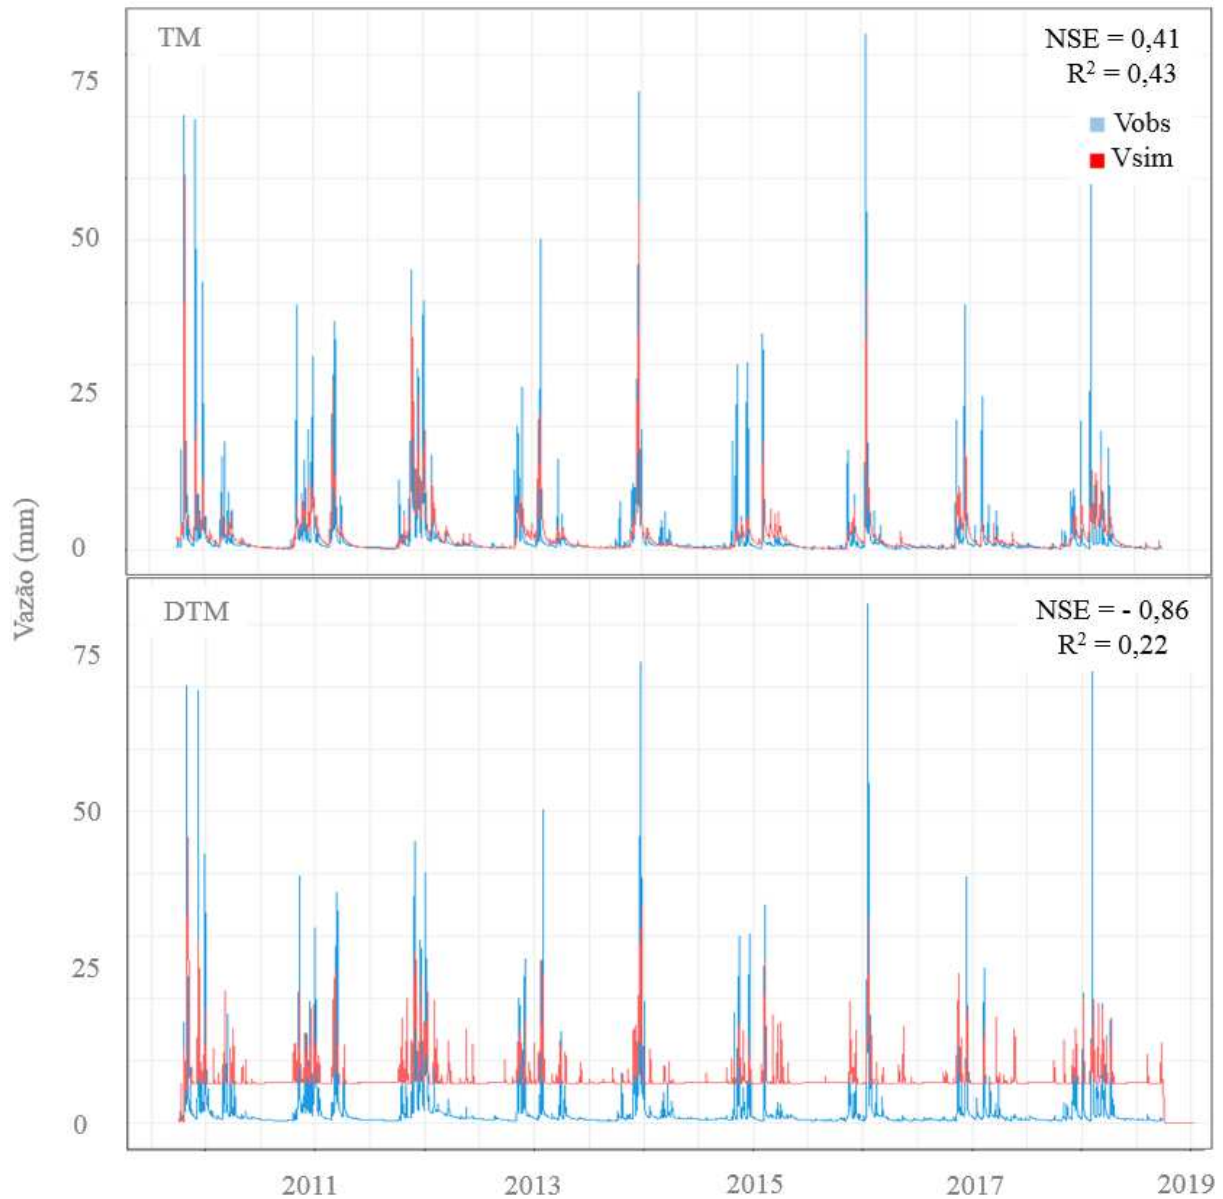 TM
NSE = 0,41
R² = 0,43
Vobs
Vsim
75
50
25
0
Vazão (mm)
DTM
NSE = - 0,86
R² = 0,22
75
50
25
0
2011
2013
2015
2017
2019